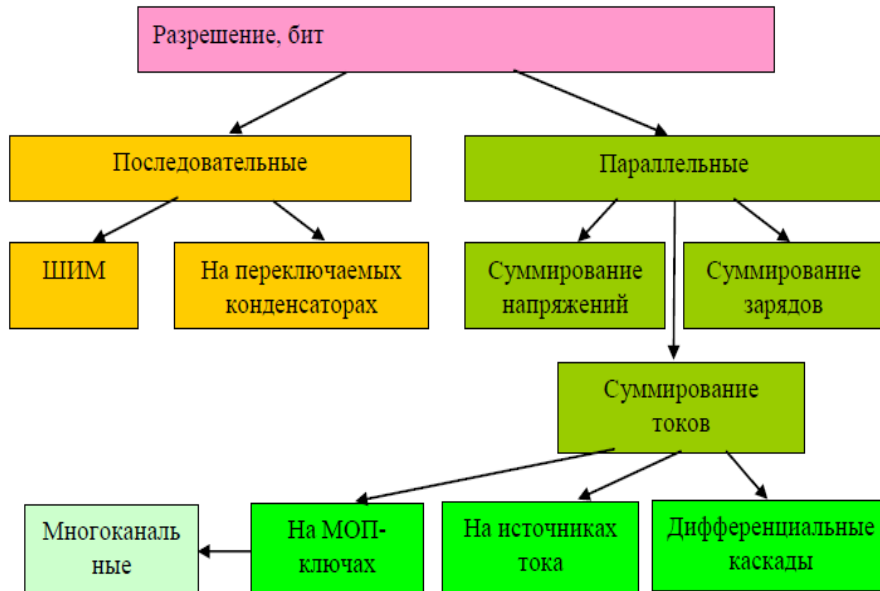 Разрешение, бит
Последовательные
Параллельные
ШИМ
На переключаемых
конденсаторах
Суммирование
напряжений
Суммирование
зарядов
Суммирование
токов
Многоканаль
ные
На МОП-
ключах
На источниках
тока
Дифференциальные
каскады